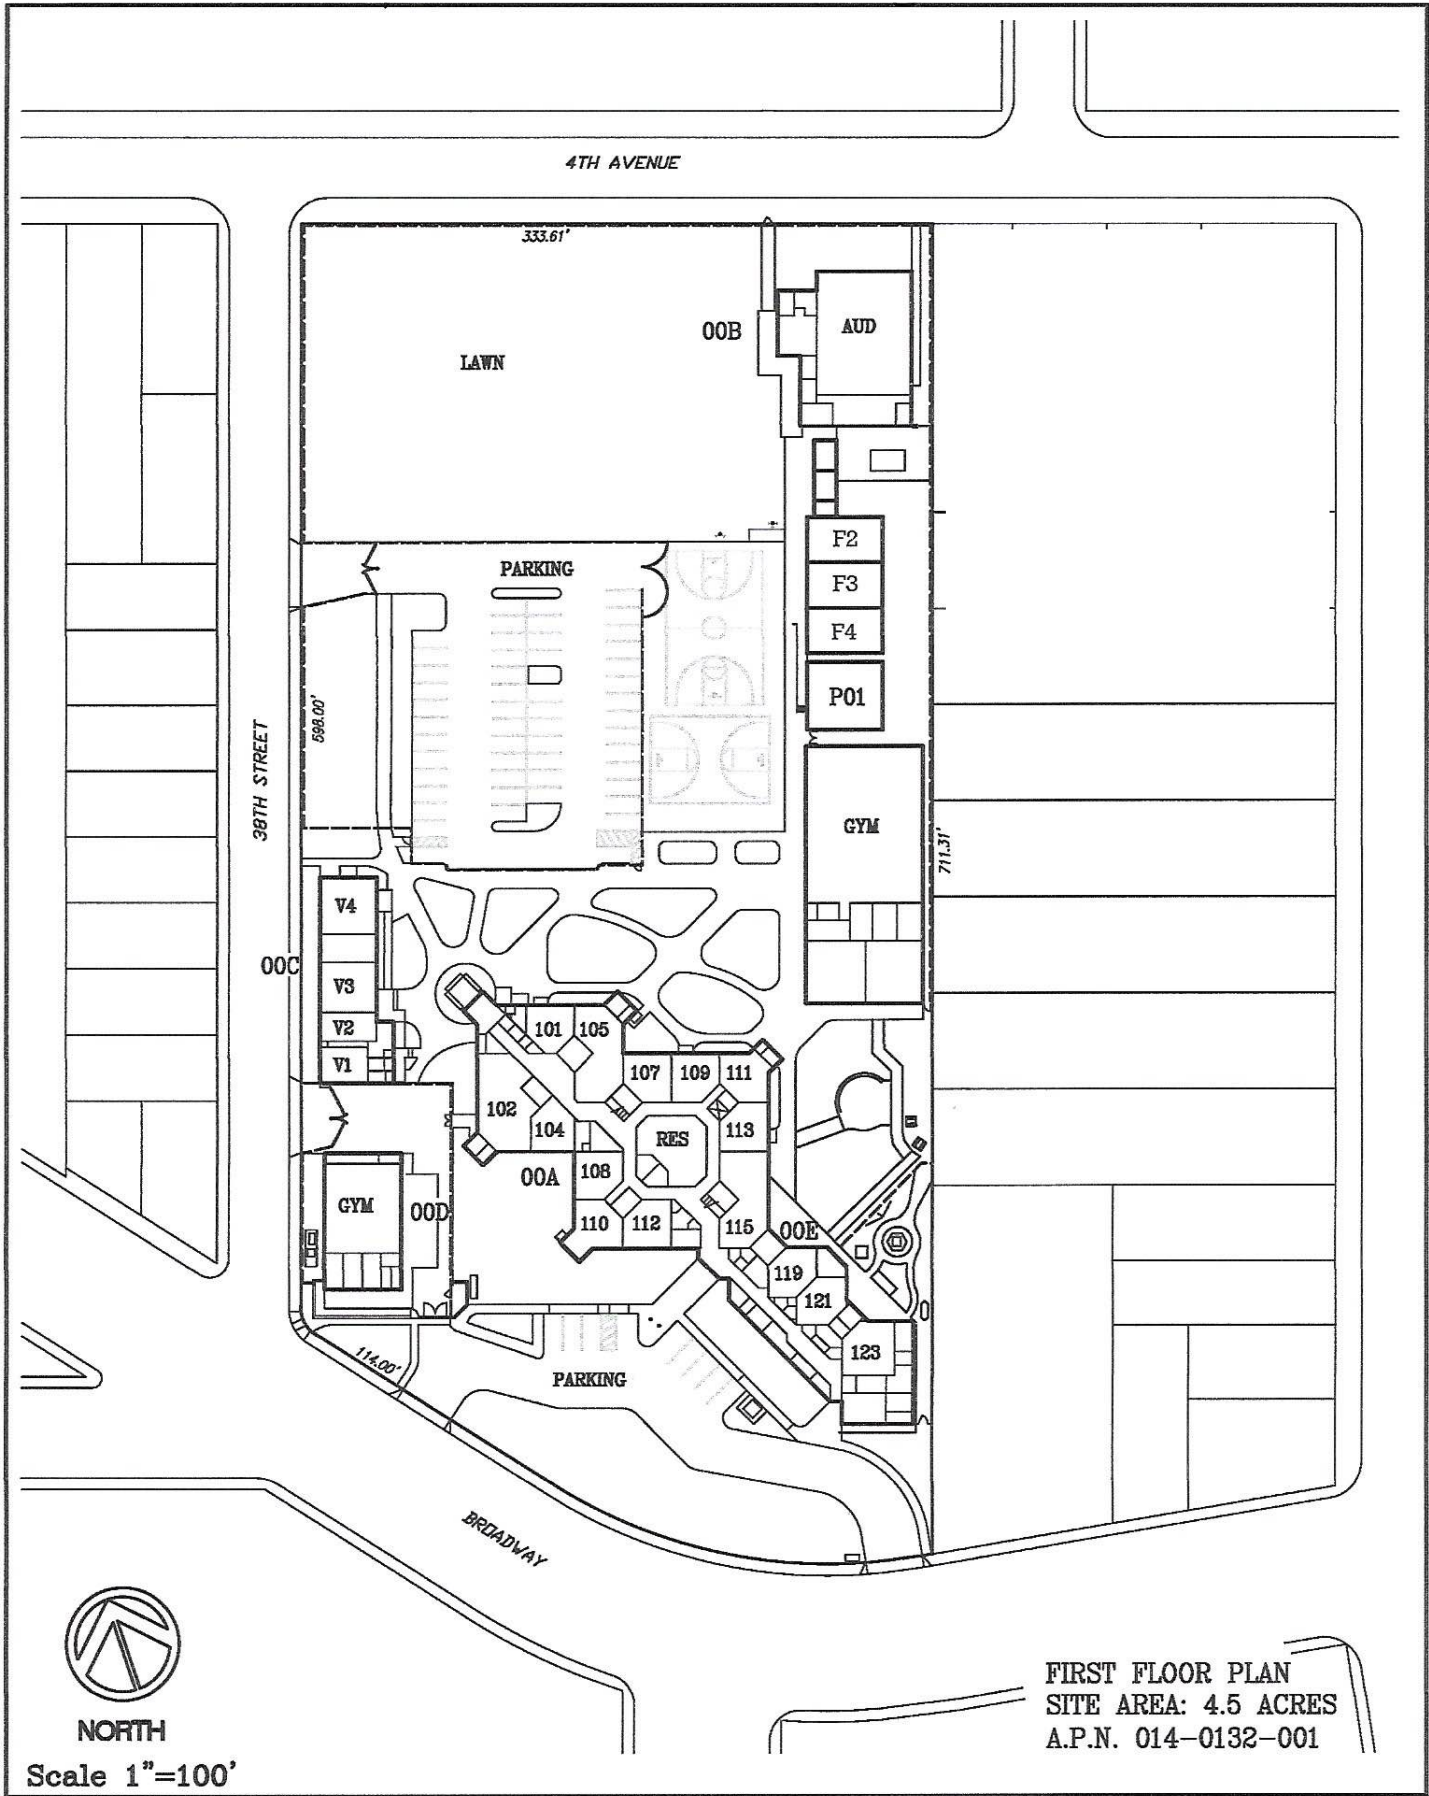 4TH AVENUE
333.61'
00B
AUD
LAWN
F2
PARKING
F3
F4
598.00'
P01
38TH STREET
GYM
711.31'
V4
00C
V3
V2
101
105
V1
107
109
111
102
104
RES
113
00A
108
GYM
00D
110
112
115
00E
119
121
123
114.00'
PARKING
BROADWAY
NORTH
Scale 1"=100'
FIRST FLOOR PLAN
SITE AREA: 4.5 ACRES
A.P.N. 014-0132-001